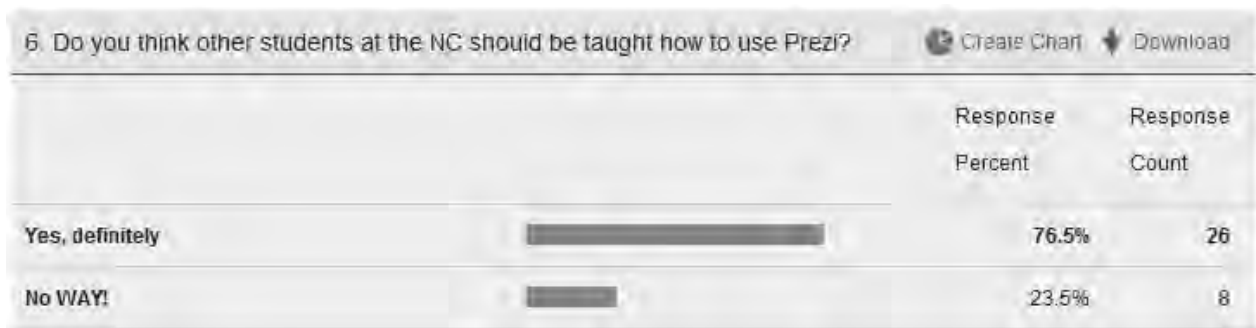 6. Do you think other students at the NC should be taught how to use Prezi? Create Chart Download
Response Response
Percent Count
Yes, definitely 76.5% 26
No WAY! 23.5% 8